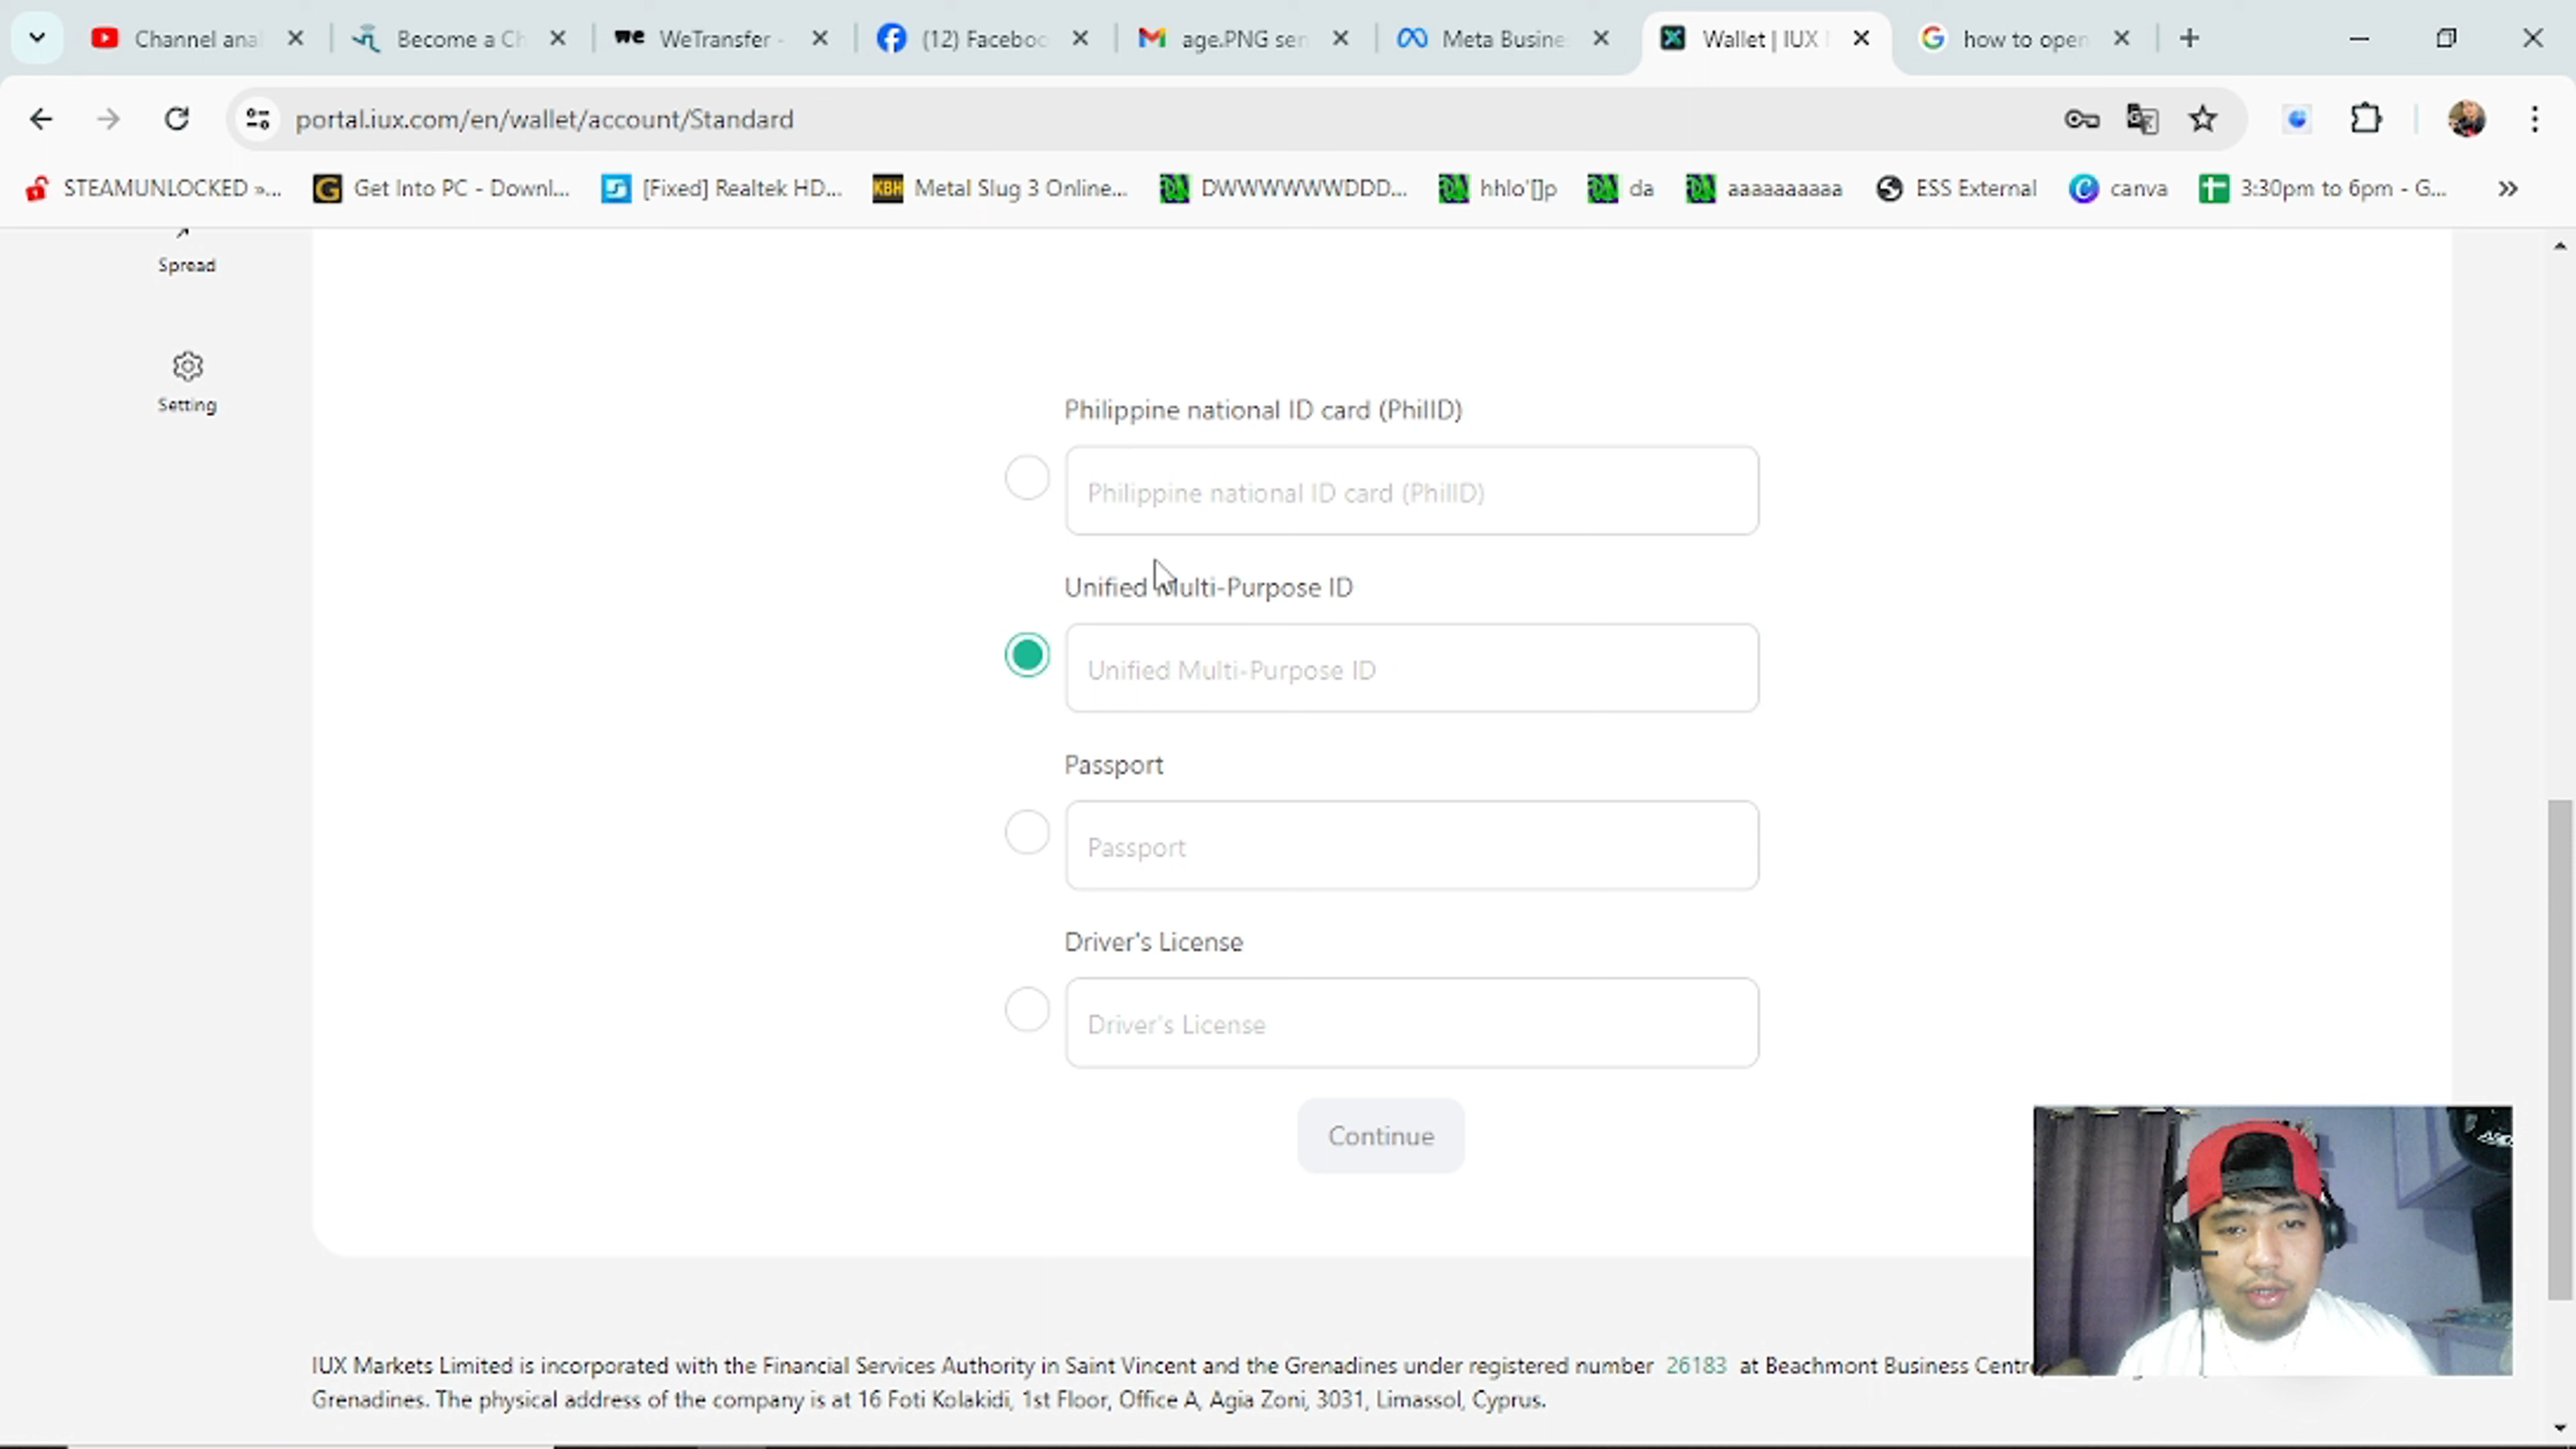 Channel anal
Become a Ch
WeTransfer -
(12) Faceboo
age.PNG sen
Meta Busine
Wallet | IUX
how to open
portal.iux.com/en/wallet/account/Standard
STEAMUNLOCKED »...
Get Into PC - Downl...
[Fixed] Realtek HD...
KBH
Metal Slug 3 Online...
DWWWWWWDDD...
hhlo'[]p
da
aaaaaaaaaa
ESS External
canva
3:30pm to 6pm - G...
Spread
Setting
Philippine national ID card (PhilID)
Philippine national ID card (PhilID)
Unified Multi-Purpose ID
Unified Multi-Purpose ID
Passport
Passport
Driver's License
Driver's License
Continue
IUX Markets Limited is incorporated with the Financial Services Authority in Saint Vincent and the Grenadines under registered number 26183 at Beachmont Business Centre
Grenadines. The physical address of the company is at 16 Foti Kolakidi, 1st Floor, Office A, Agia Zoni, 3031, Limassol, Cyprus.